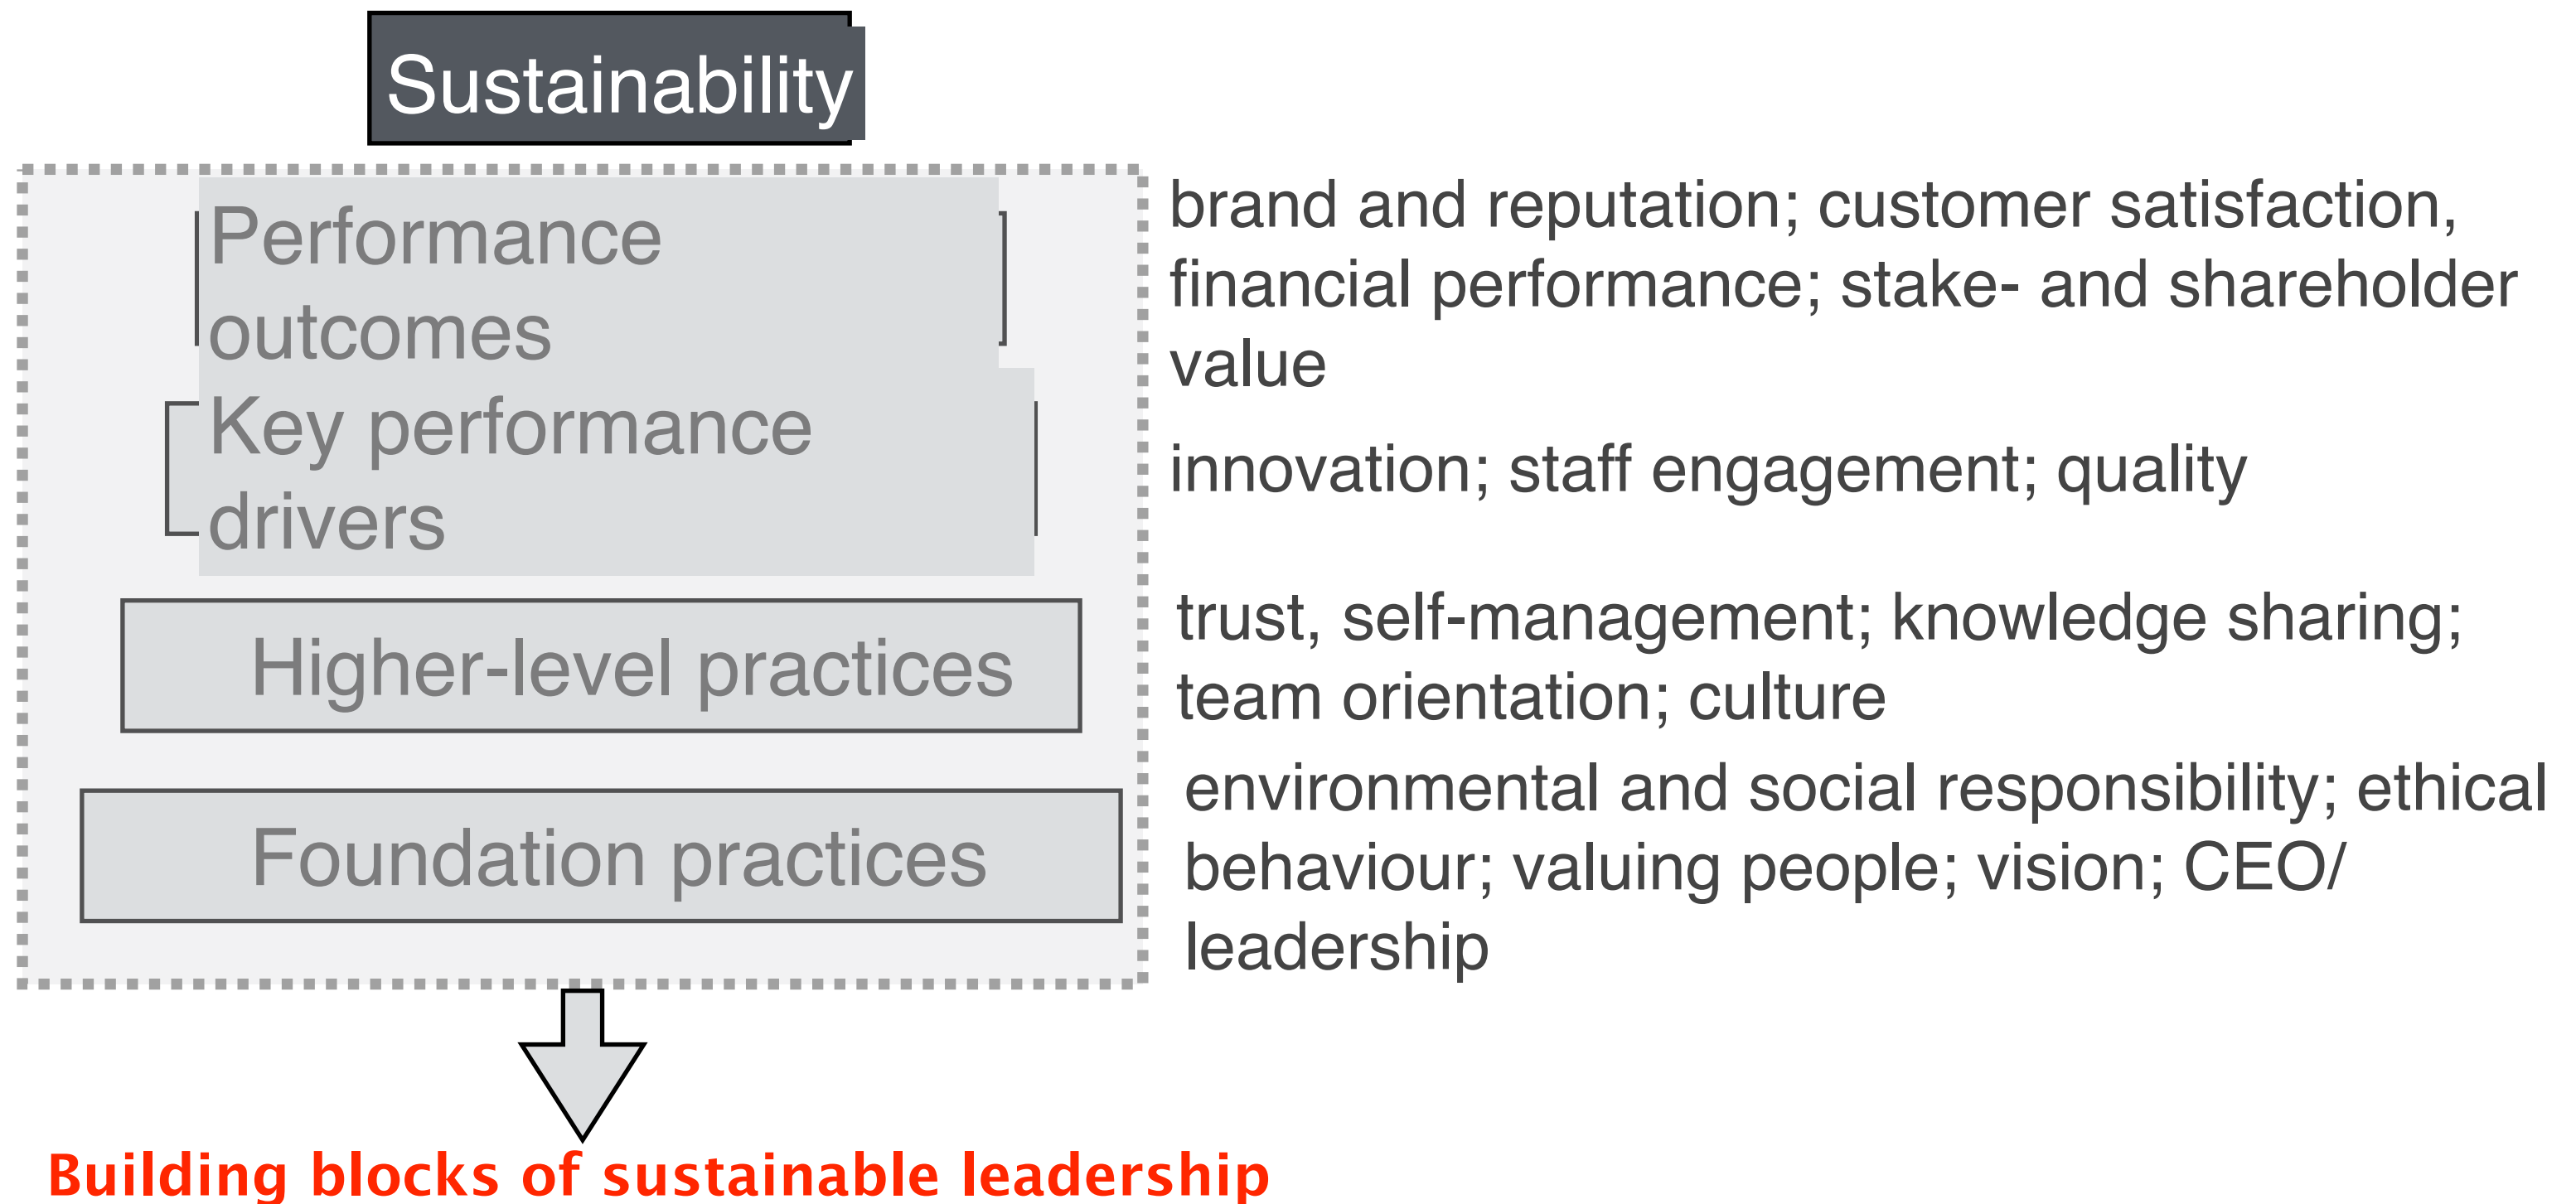 Sustainability
Performance
outcomes
brand and reputation; customer satisfaction,
financial performance; stake- and shareholder
value
Key performance
drivers
innovation; staff engagement; quality
Higher-level practices
trust, self-management; knowledge sharing;
team orientation; culture
Foundation practices
environmental and social responsibility; ethical
behaviour; valuing people; vision; CEO/
leadership
Building blocks of sustainable leadership